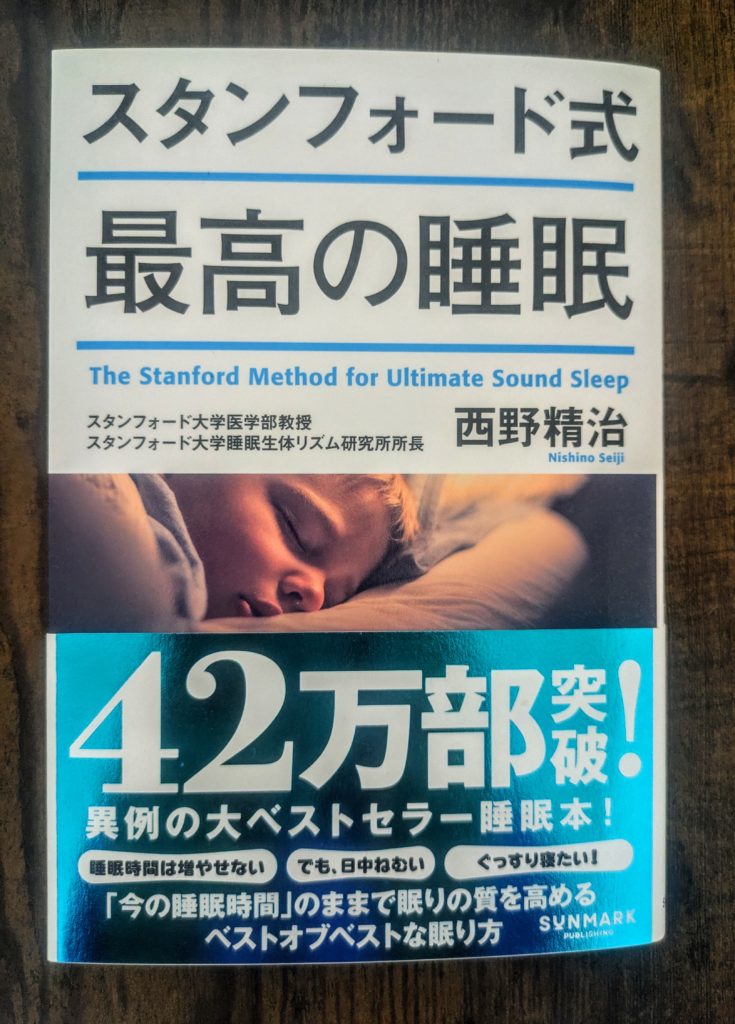 スタンフォード式
最高の睡眠
The Stanford Method for Ultimate Sound Sleep
スタンフォード大学医学部教授
スタンフォード大学睡眠生体リズム研究所所長
西野精治
Nishino Seiji
42万部突破!
異例の大ベストセラー睡眠本!
睡眠時間は増やせない
でも、日中ねむい
ぐっすり寝たい!
「今の睡眠時間」のままで眠りの質を高める
ベストオブベストな眠り方
SUNMARK
PUBLISHING